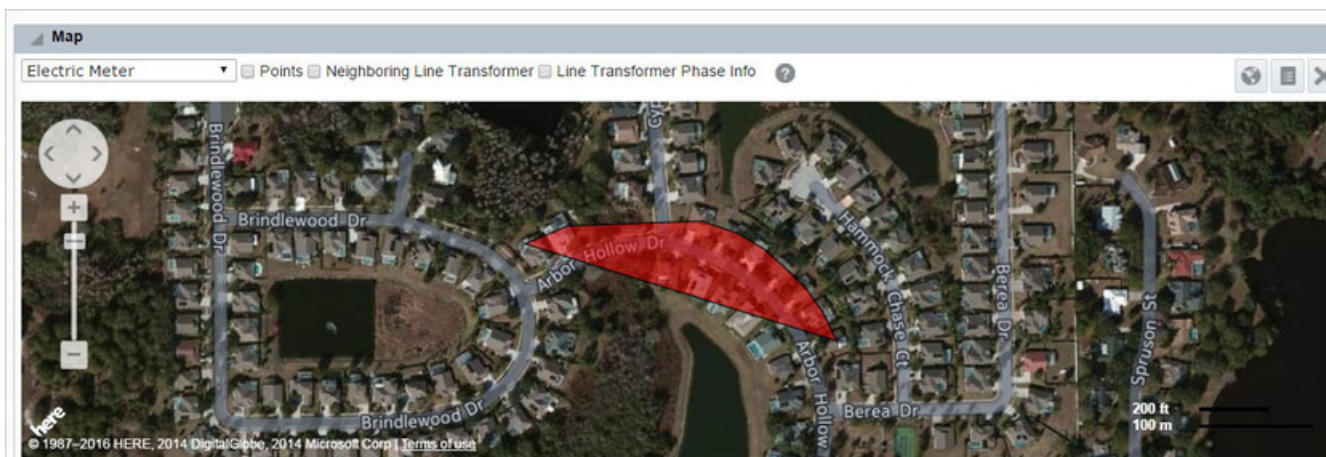 Map
Electric Meter Points Neighboring Line Transformer Line Transformer Phase Info ?
Brindlewood Dr
Brindlewood Dr
Arbor Hollow Dr
Cyp
Hammock Chase Ct
Berea Dr
Spruson St
Arbor Hollow
Berea Dr
Brindlewood Dr
200 ft
100 m
here
© 1987–2016 HERE, 2014 DigitalGlobe, 2014 Microsoft Corp | Terms of use